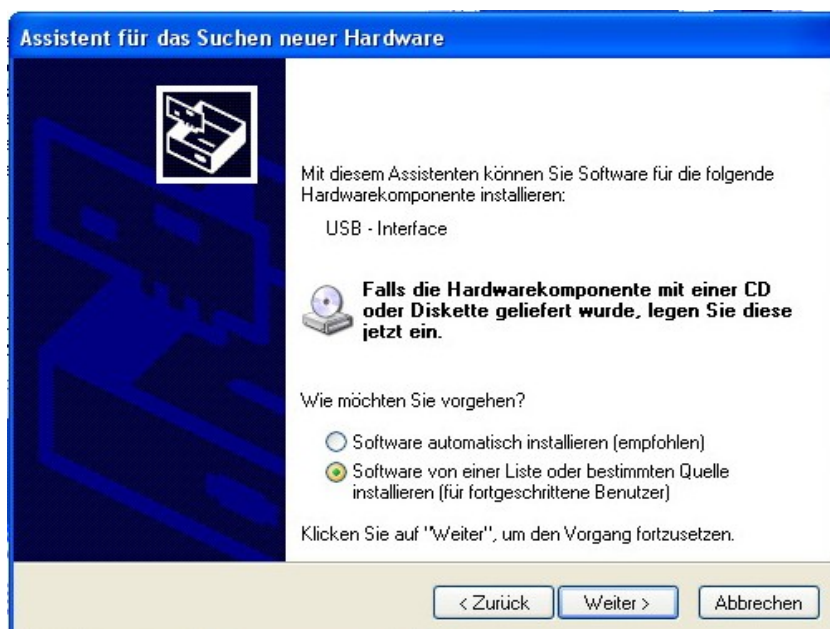 Assistent für das Suchen neuer Hardware
Mit diesem Assistenten können Sie Software für die folgende
Hardwarekomponente installieren:
USB - Interface
Falls die Hardwarekomponente mit einer CD
oder Diskette geliefert wurde, legen Sie diese
jetzt ein.
Wie möchten Sie vorgehen?
Software automatisch installieren (empfohlen)
Software von einer Liste oder bestimmten Quelle
installieren (für fortgeschrittene Benutzer)
Klicken Sie auf "Weiter", um den Vorgang fortzusetzen.
< Zurück
Weiter >
Abbrechen